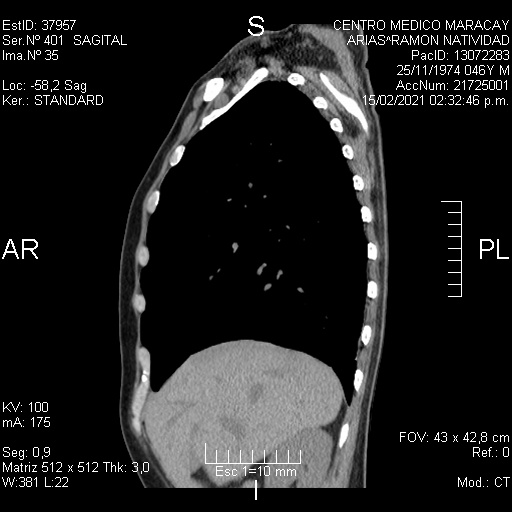 EstID: 37957
Ser.Nº 401 SAGITAL
Ima.Nº 35
Loc: -58,2 Sag
Ker.: STANDARD
S
CENTRO MEDICO MARACAY
ARIAS^RAMON NATIVIDAD
PacID: 13072283
25/11/1974 046Y M
AccNum: 21725001
15/02/2021 02:32:46 p.m.
AR
PL
KV: 100
mA: 175
Seg: 0,9
Matriz 512 x 512 Thk: 3,0
W:381 L:22
Esc 1=10 mm
I
FOV: 43 x 42,8 cm
Ref.: 0
Mod.: CT